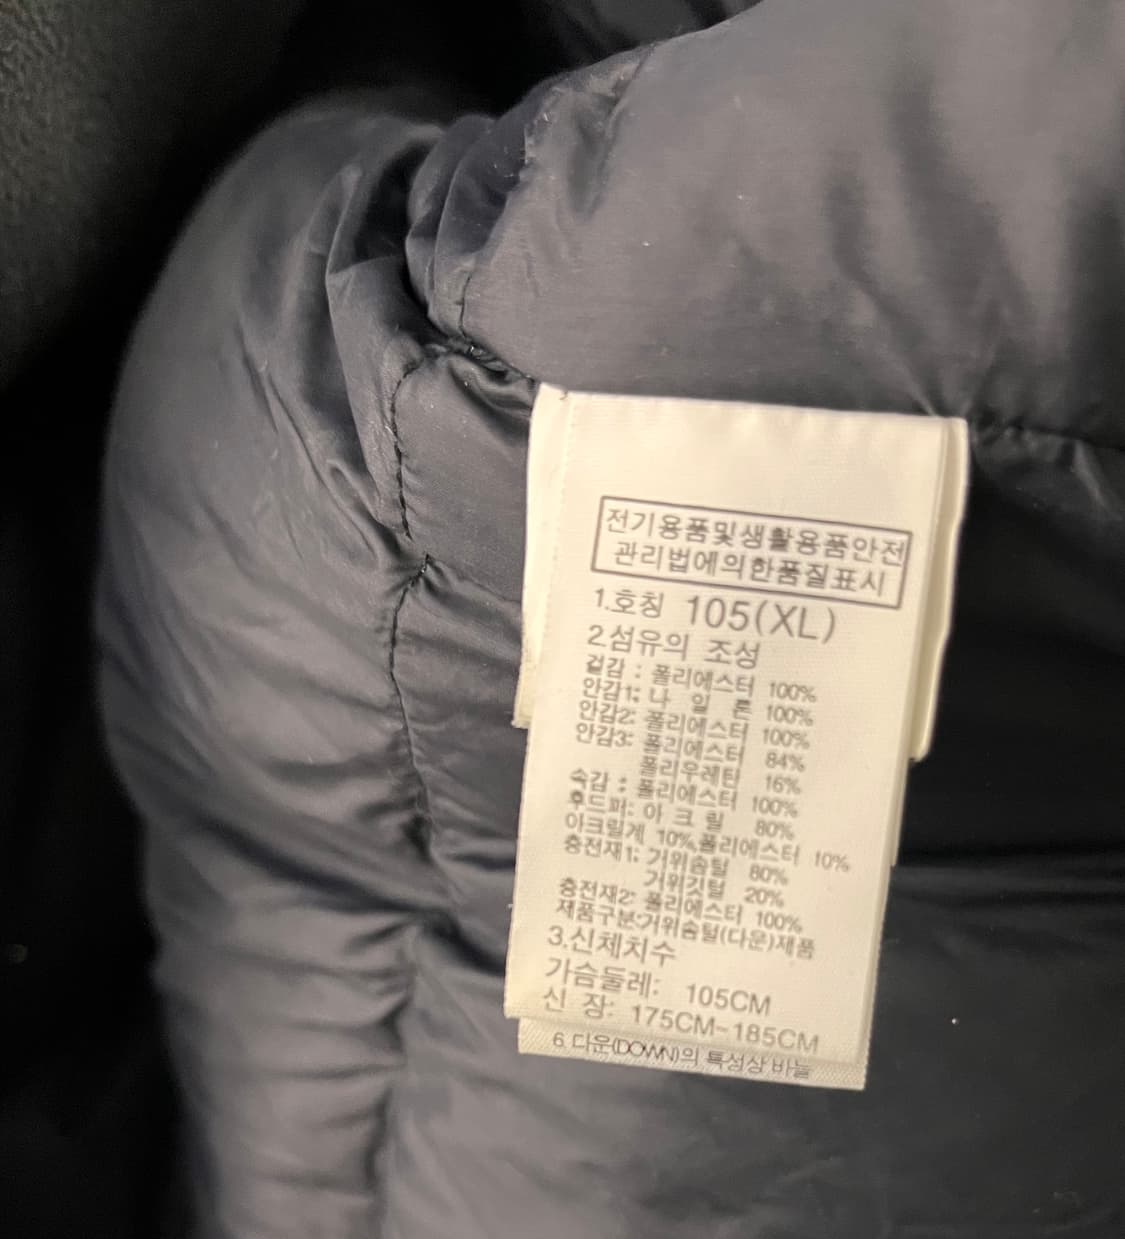 전기용품및생활용품안전
관리법에의한품질표시
1.호칭 105(XL)
2.섬유의 조성
겉감 : 폴리에스터 100%
안감1: 나 일 론 100%
안감2: 폴리에스터 100%
안감3: 폴리에스터 84%
폴리우레탄 16%
속감 : 폴리에스터 100%
후드퍼: 아 크 릴 80%
아크릴계 10%,폴리에스터 10%
충전재1: 거위솜털 80%
거위깃털 20%
충전재2: 폴리에스터 100%
제품구분:거위솜털(다운)제품
3.신체치수
가슴둘레: 105CM
신 장: 175CM~185CM
6. 다운(DOWN)의 특성상 바늘